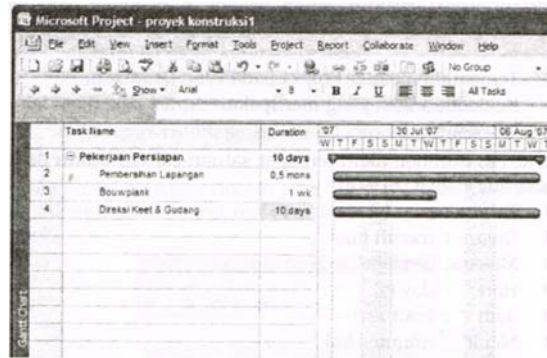 Microsoft Project - proyek konstruksi1
File Edit View Insert Format Tools Project Report Collaborate Window Help
No Group
Show Arial 8 B I U All Tasks
Task Name Duration '07 30 Jul '07 06 Aug '07
W T F S S M T W T F S S M T W T
1 Pekerjaan Persiapan 10 days
2 Pembersihan Lapangan 0,5 mons
3 Bouwplank 1 wk
4 Direksi Keet & Gudang 10 days
Gantt Chart